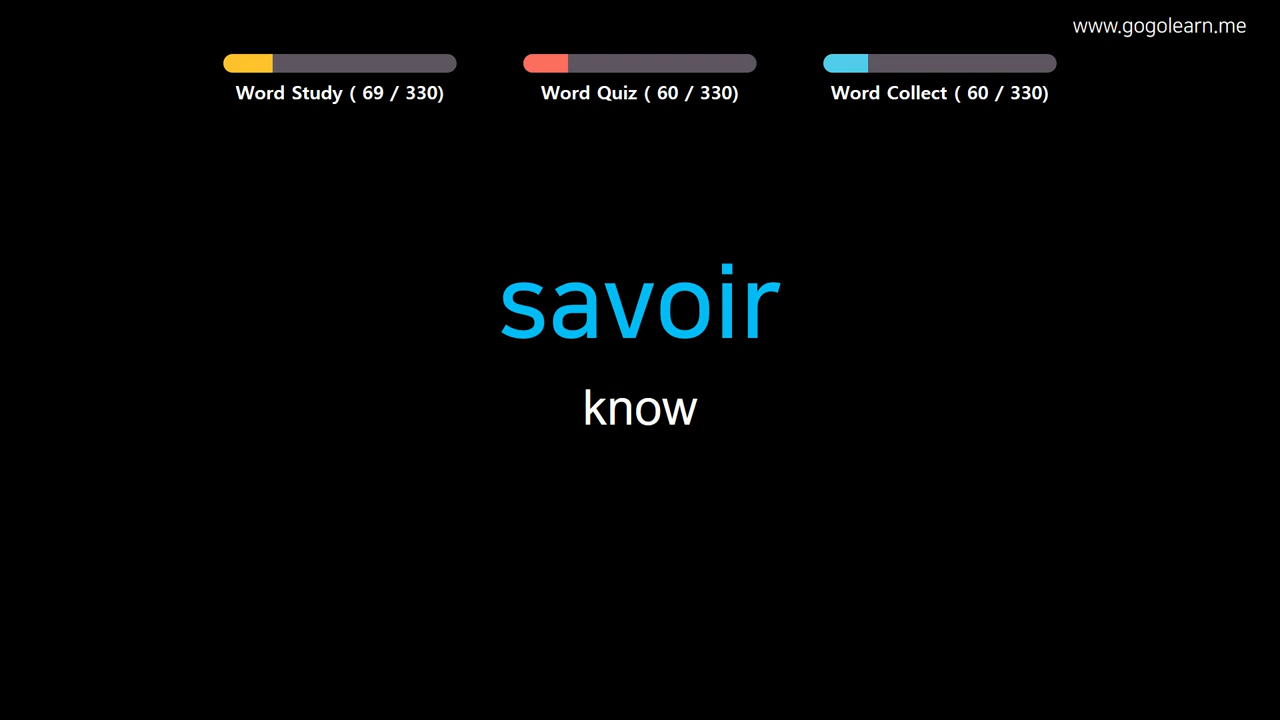 www.gogolearn.me
Word Study ( 69 / 330)
Word Quiz ( 60 / 330)
Word Collect ( 60 / 330)
savoir
know